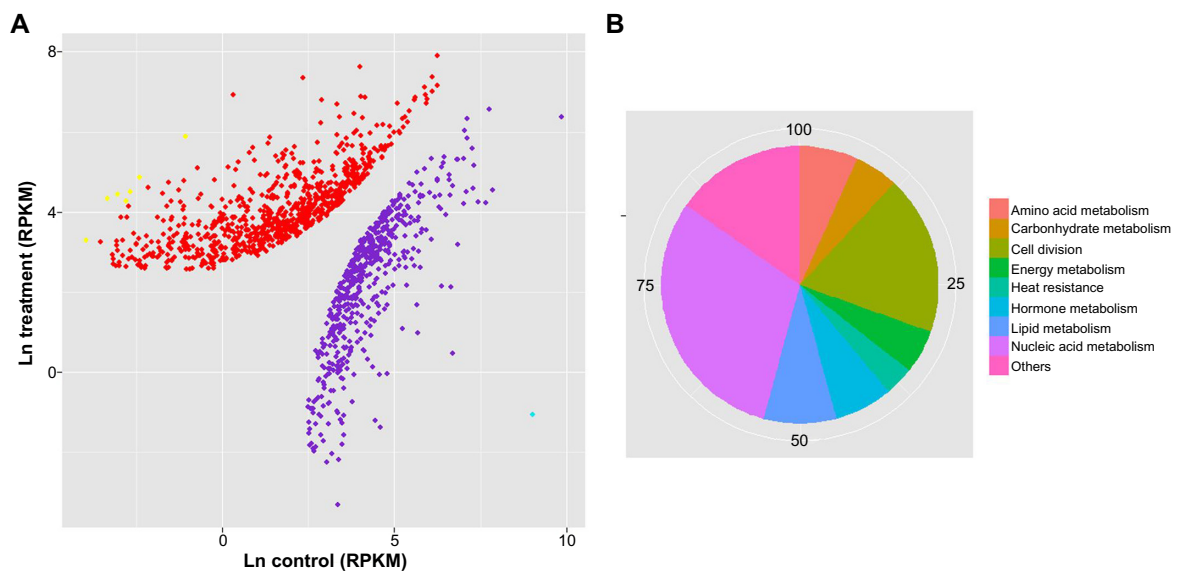 A
8
4
0
0
5
10
Ln treatment (RPKM)
Ln control (RPKM)
B
100
25
50
75
Amino acid metabolism
Carbonhydrate metabolism
Cell division
Energy metabolism
Heat resistance
Hormone metabolism
Lipid metabolism
Nucleic acid metabolism
Others